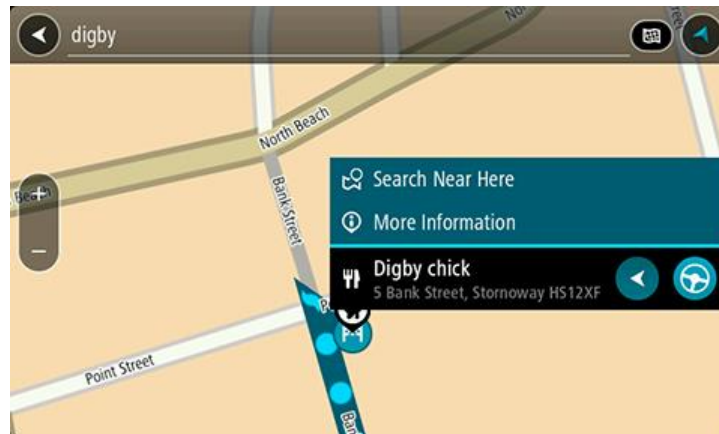 digby
North Beach
Bank Street
Search Near Here
More Information
Digby chick
5 Bank Street, Stornoway HS12XF
Point Street